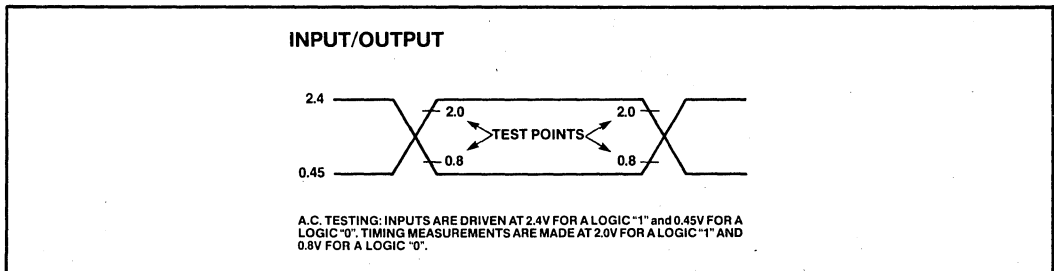 INPUT/OUTPUT
2.4
2.0
2.0
TEST POINTS
0.8
0.8
0.45
A.C. TESTING: INPUTS ARE DRIVEN AT 2.4V FOR A LOGIC "1" and 0.45V FOR A
LOGIC "0". TIMING MEASUREMENTS ARE MADE AT 2.0V FOR A LOGIC "1" AND
0.8V FOR A LOGIC "0".